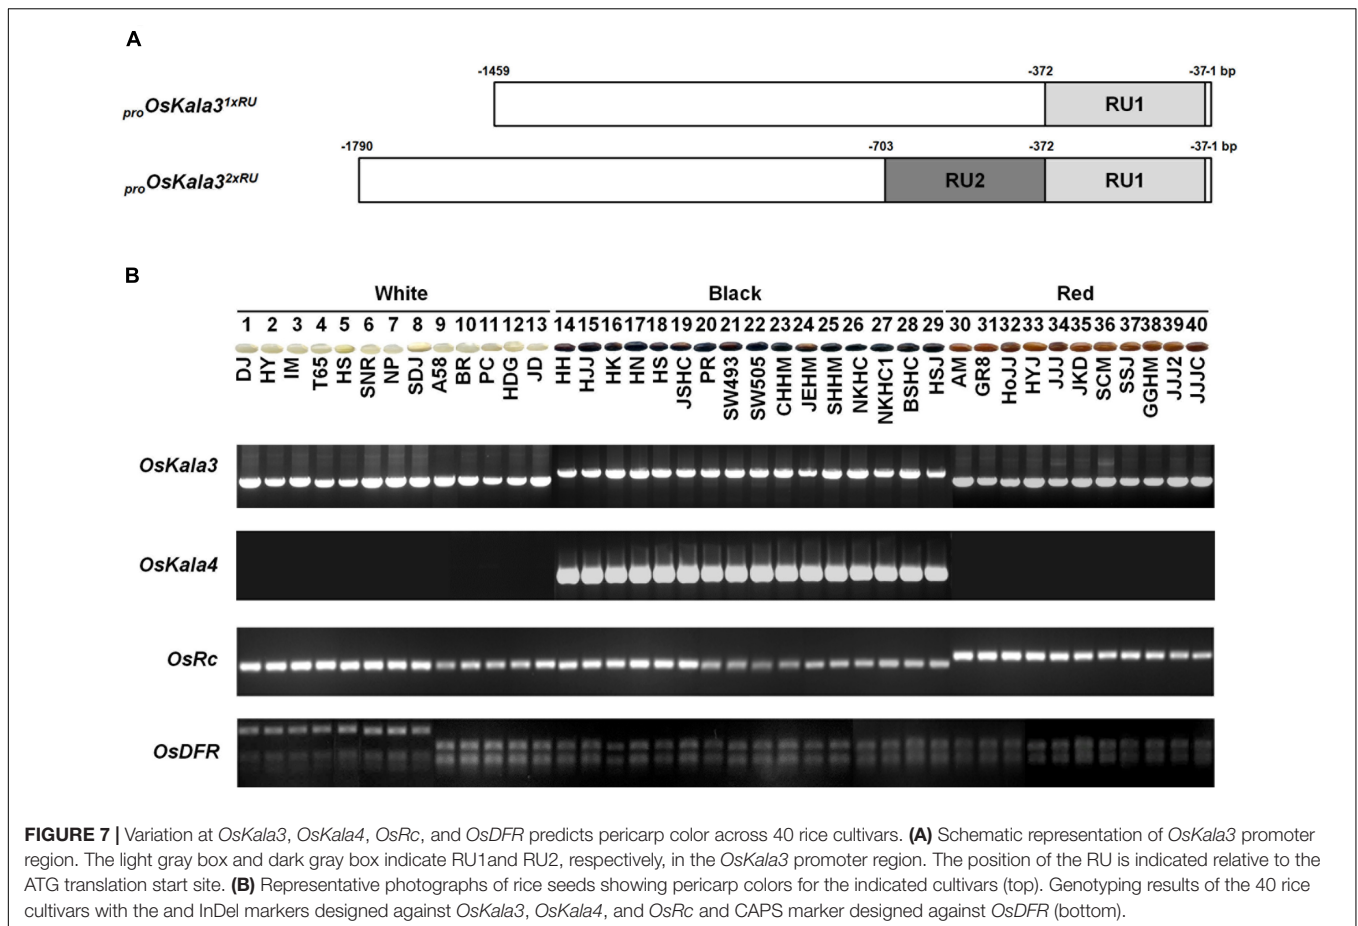 A
-1459 -372 -37-1 bp
proOsKala3¹ˣᴿᵁ RU1
-1790 -703 -372 -37-1 bp
proOsKala3²ˣᴿᵁ RU2 RU1
B
White Black Red
1 2 3 4 5 6 7 8 9 10 11 12 13 14 15 16 17 18 19 20 21 22 23 24 25 26 27 28 29 30 31 32 33 34 35 36 37 38 39 40
DJ HY IM T65 HS SNR NP SDJ A58 BR PC HDG JD HH HJJ HK HN HS JSHC PR SW493 SW505 CHHM JEHM SHHM NKHC NKHC1 BSHC HSJ AM GR8 HoJJ HYJ JJJ JKD SCM SSJ GGHM JJJ2 JJJC
OsKala3
OsKala4
OsRc
OsDFR
FIGURE 7 | Variation at OsKala3, OsKala4, OsRc, and OsDFR predicts pericarp color across 40 rice cultivars. (A) Schematic representation of OsKala3 promoter
region. The light gray box and dark gray box indicate RU1and RU2, respectively, in the OsKala3 promoter region. The position of the RU is indicated relative to the
ATG translation start site. (B) Representative photographs of rice seeds showing pericarp colors for the indicated cultivars (top). Genotyping results of the 40 rice
cultivars with the and InDel markers designed against OsKala3, OsKala4, and OsRc and CAPS marker designed against OsDFR (bottom).